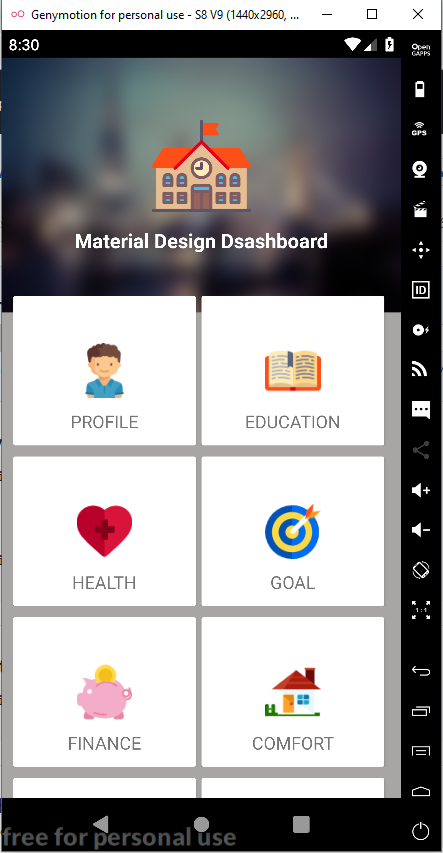 Genymotion for personal use - S8 V9 (1440x2960, ...
8:30
Open
GAPPS
GPS
ID
Material Design Dsashboard
PROFILE
EDUCATION
HEALTH
GOAL
1:1
FINANCE
COMFORT
free for personal use